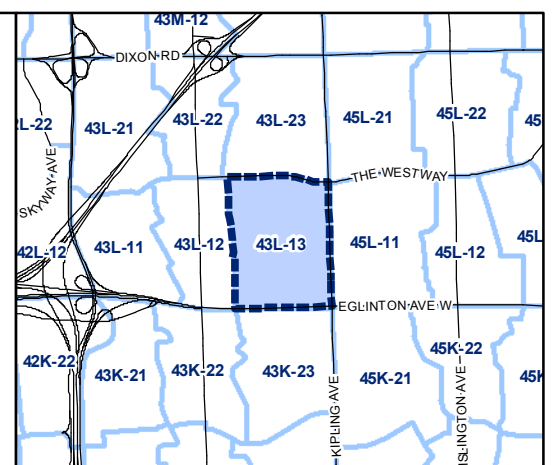 43M-12
DIXON RD
L-22
43L-21
43L-22
43L-23
45L-21
45L-22
45
SKYWAY AVE
THE WESTWAY
42L-12
43L-11
43L-12
43L-13
45L-11
45L-12
45L
EGLINTON AVE W
42K-22
43K-21
43K-22
43K-23
45K-21
45K-22
45K
KIPLING AVE
ISLINGTON AVE